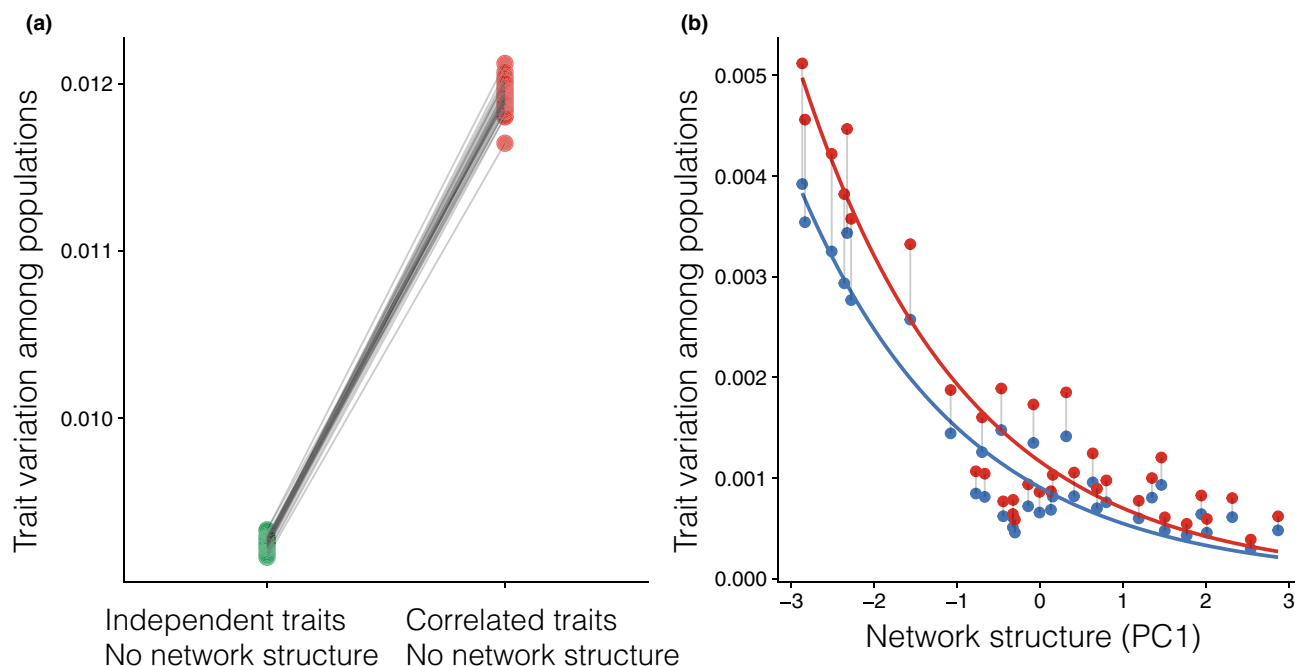 (a)
Trait variation among populations
0.012
0.011
0.010
Independent traits
No network structure
Correlated traits
No network structure
(b)
Trait variation among populations
0.005
0.004
0.003
0.002
0.001
0.000
−3 −2 −1 0 1 2 3
Network structure (PC1)